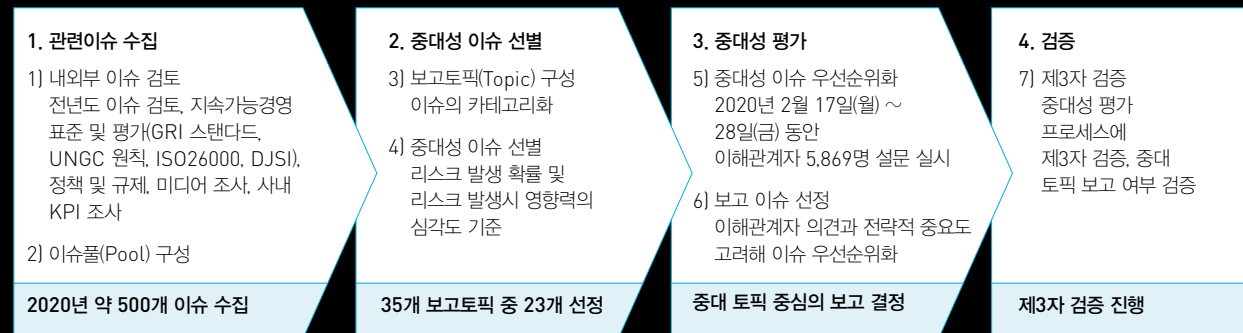 1. 관련이슈 수집
1) 내외부 이슈 검토
전년도 이슈 검토, 지속가능경영
표준 및 평가(GRI 스탠다드,
UNGC 원칙, ISO26000, DJSI),
정책 및 규제, 미디어 조사, 사내
KPI 조사
2) 이슈풀(Pool) 구성
2020년 약 500개 이슈 수집
2. 중대성 이슈 선별
3) 보고토픽(Topic) 구성
이슈의 카테고리화
4) 중대성 이슈 선별
리스크 발생 확률 및
리스크 발생시 영향력의
심각도 기준
35개 보고토픽 중 23개 선정
3. 중대성 평가
5) 중대성 이슈 우선순위화
2020년 2월 17일(월) ~
28일(금) 동안
이해관계자 5,869명 설문 실시
6) 보고 이슈 선정
이해관계자 의견과 전략적 중요도
고려해 이슈 우선순위화
중대 토픽 중심의 보고 결정
4. 검증
7) 제3자 검증
중대성 평가
프로세스에
제3자 검증, 중대
토픽 보고 여부 검증
제3자 검증 진행